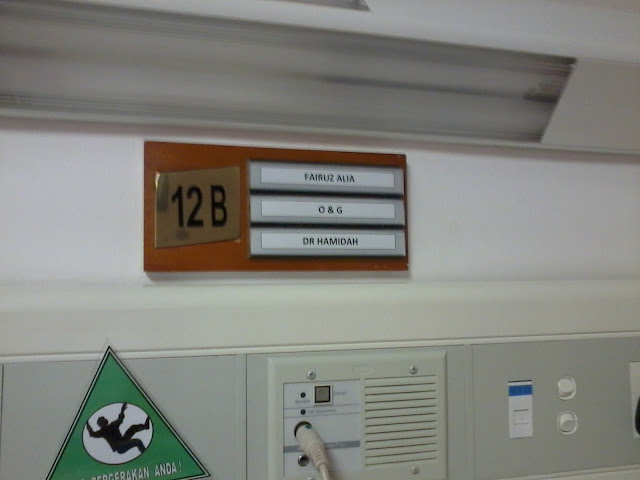 12 B
FAIRUZ ALIA
O & G
DR HAMIDAH
PERGERAKAN ANDA!